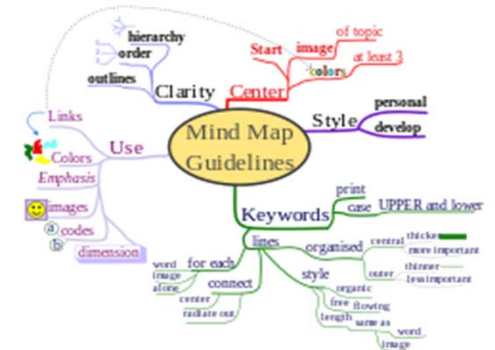 Mind Map
Guidelines
Center
Start
image
of topic
colors
at least 3
Style
personal
develop
Keywords
print
case
UPPER and lower
lines
organised
central
thicker
more important
outer
thinner
less important
style
organic
free flowing
length
same as
word
image
connect
center
radiate out
for each
word
image
alone
Use
Links
Colors
Emphasis
images
codes
a
b
dimension
Clarity
hierarchy
order
outlines